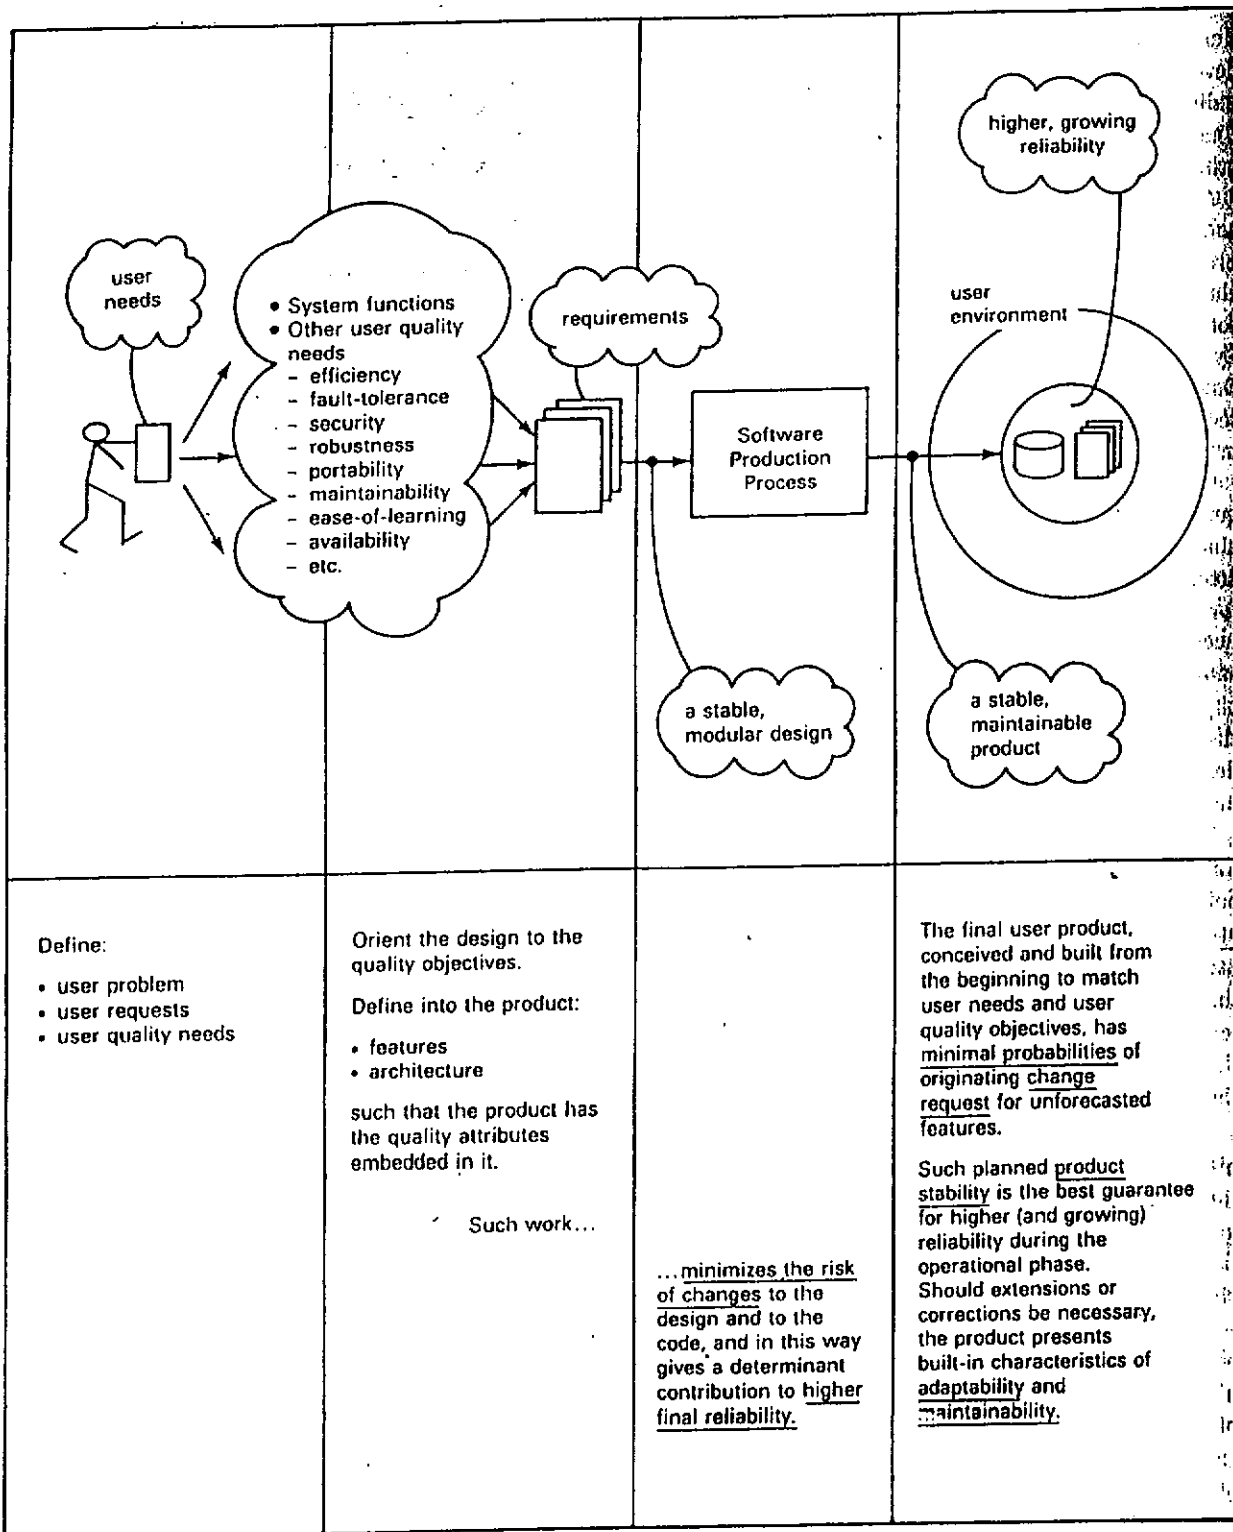 user
needs
• System functions
• Other user quality
needs
– efficiency
– fault-tolerance
– security
– robustness
– portability
– maintainability
– ease-of-learning
– availability
– etc.
requirements
a stable,
modular design
Software
Production
Process
higher, growing
reliability
user
environment
a stable,
maintainable
product
Define:
• user problem
• user requests
• user quality needs
Orient the design to the
quality objectives.
Define into the product:
• features
• architecture
such that the product has
the quality attributes
embedded in it.
Such work...
...minimizes the risk
of changes to the
design and to the
code, and in this way
gives a determinant
contribution to higher
final reliability.
The final user product,
conceived and built from
the beginning to match
user needs and user
quality objectives, has
minimal probabilities of
originating change
request for unforecasted
features.
Such planned product
stability is the best guarantee
for higher (and growing)
reliability during the
operational phase.
Should extensions or
corrections be necessary,
the product presents
built-in characteristics of
adaptability and
maintainability.